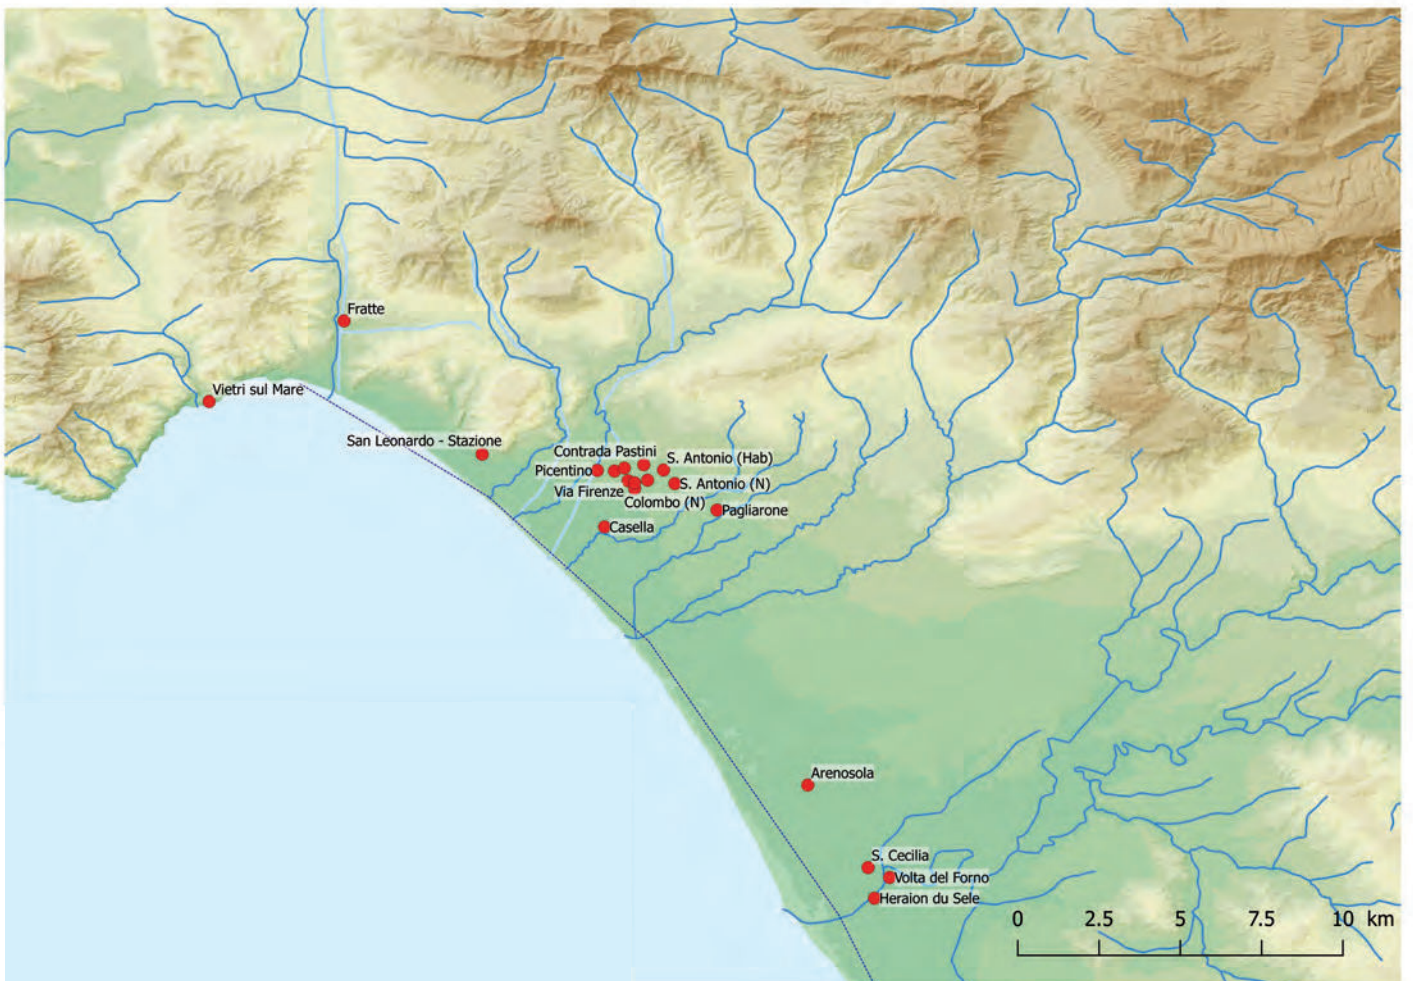 Fratte
Vietri sul Mare
San Leonardo - Stazione
Contrada Pastini
S. Antonio (Hab)
Picentino
S. Antonio (N)
Via Firenze
Colombo (N)
Pagliarone
Casella
Arenosola
S. Cecilia
Volta del Forno
Heraion du Sele
0 2.5 5 7.5 10 km